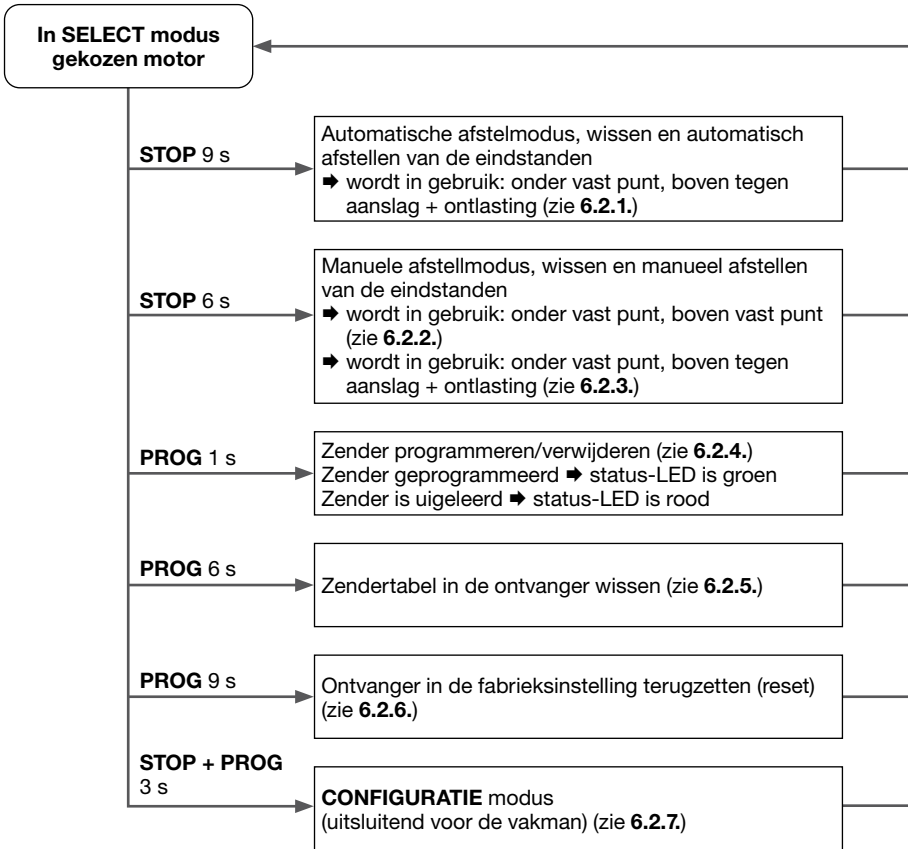 In SELECT modus
gekozen motor
STOP 9 s
Automatische afstelmodus, wissen en automatisch
afstellen van de eindstanden
➡ wordt in gebruik: onder vast punt, boven tegen
aanslag + ontlasting (zie 6.2.1.)
STOP 6 s
Manuele afstellmodus, wissen en manueel afstellen
van de eindstanden
➡ wordt in gebruik: onder vast punt, boven vast punt
(zie 6.2.2.)
➡ wordt in gebruik: onder vast punt, boven tegen
aanslag + ontlasting (zie 6.2.3.)
PROG 1 s
Zender programmeren/verwijderen (zie 6.2.4.)
Zender geprogrammeerd ➡ status-LED is groen
Zender is uigeleerd ➡ status-LED is rood
PROG 6 s
Zendertabel in de ontvanger wissen (zie 6.2.5.)
PROG 9 s
Ontvanger in de fabrieksinstelling terugzetten (reset)
(zie 6.2.6.)
STOP + PROG
3 s
CONFIGURATIE modus
(uitsluitend voor de vakman) (zie 6.2.7.)